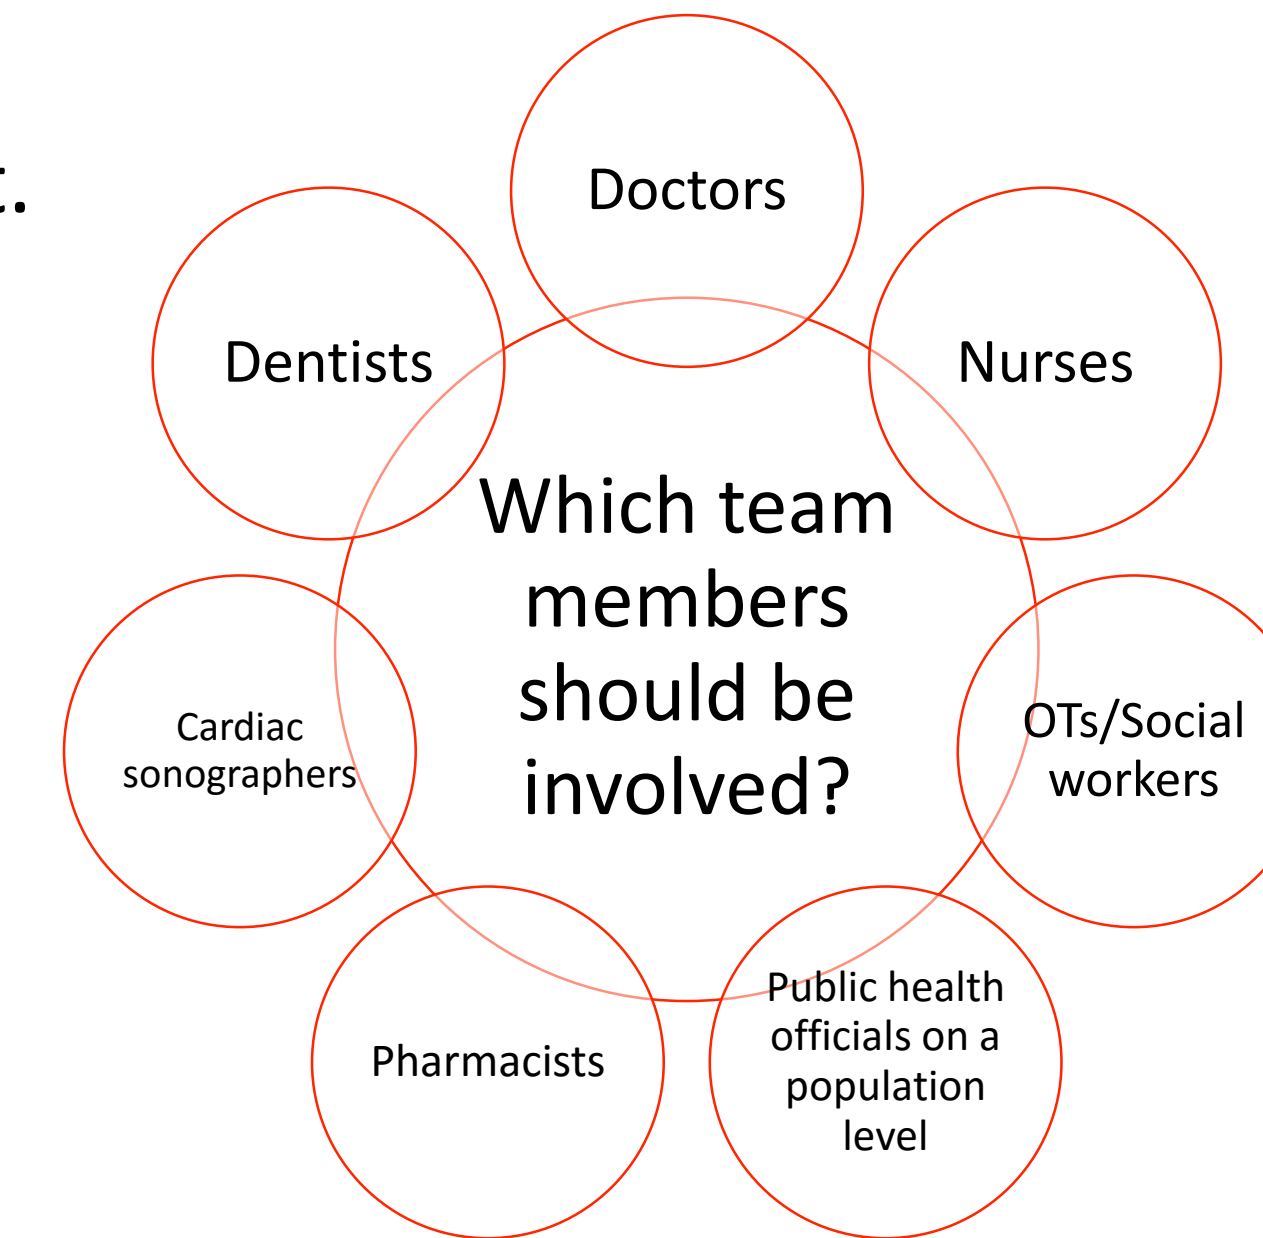 t.
Doctors
Nurses
OTs/Social
workers
Public health
officials on a
population
level
Pharmacists
Cardiac
sonographers
Dentists
Which team
members
should be
involved?